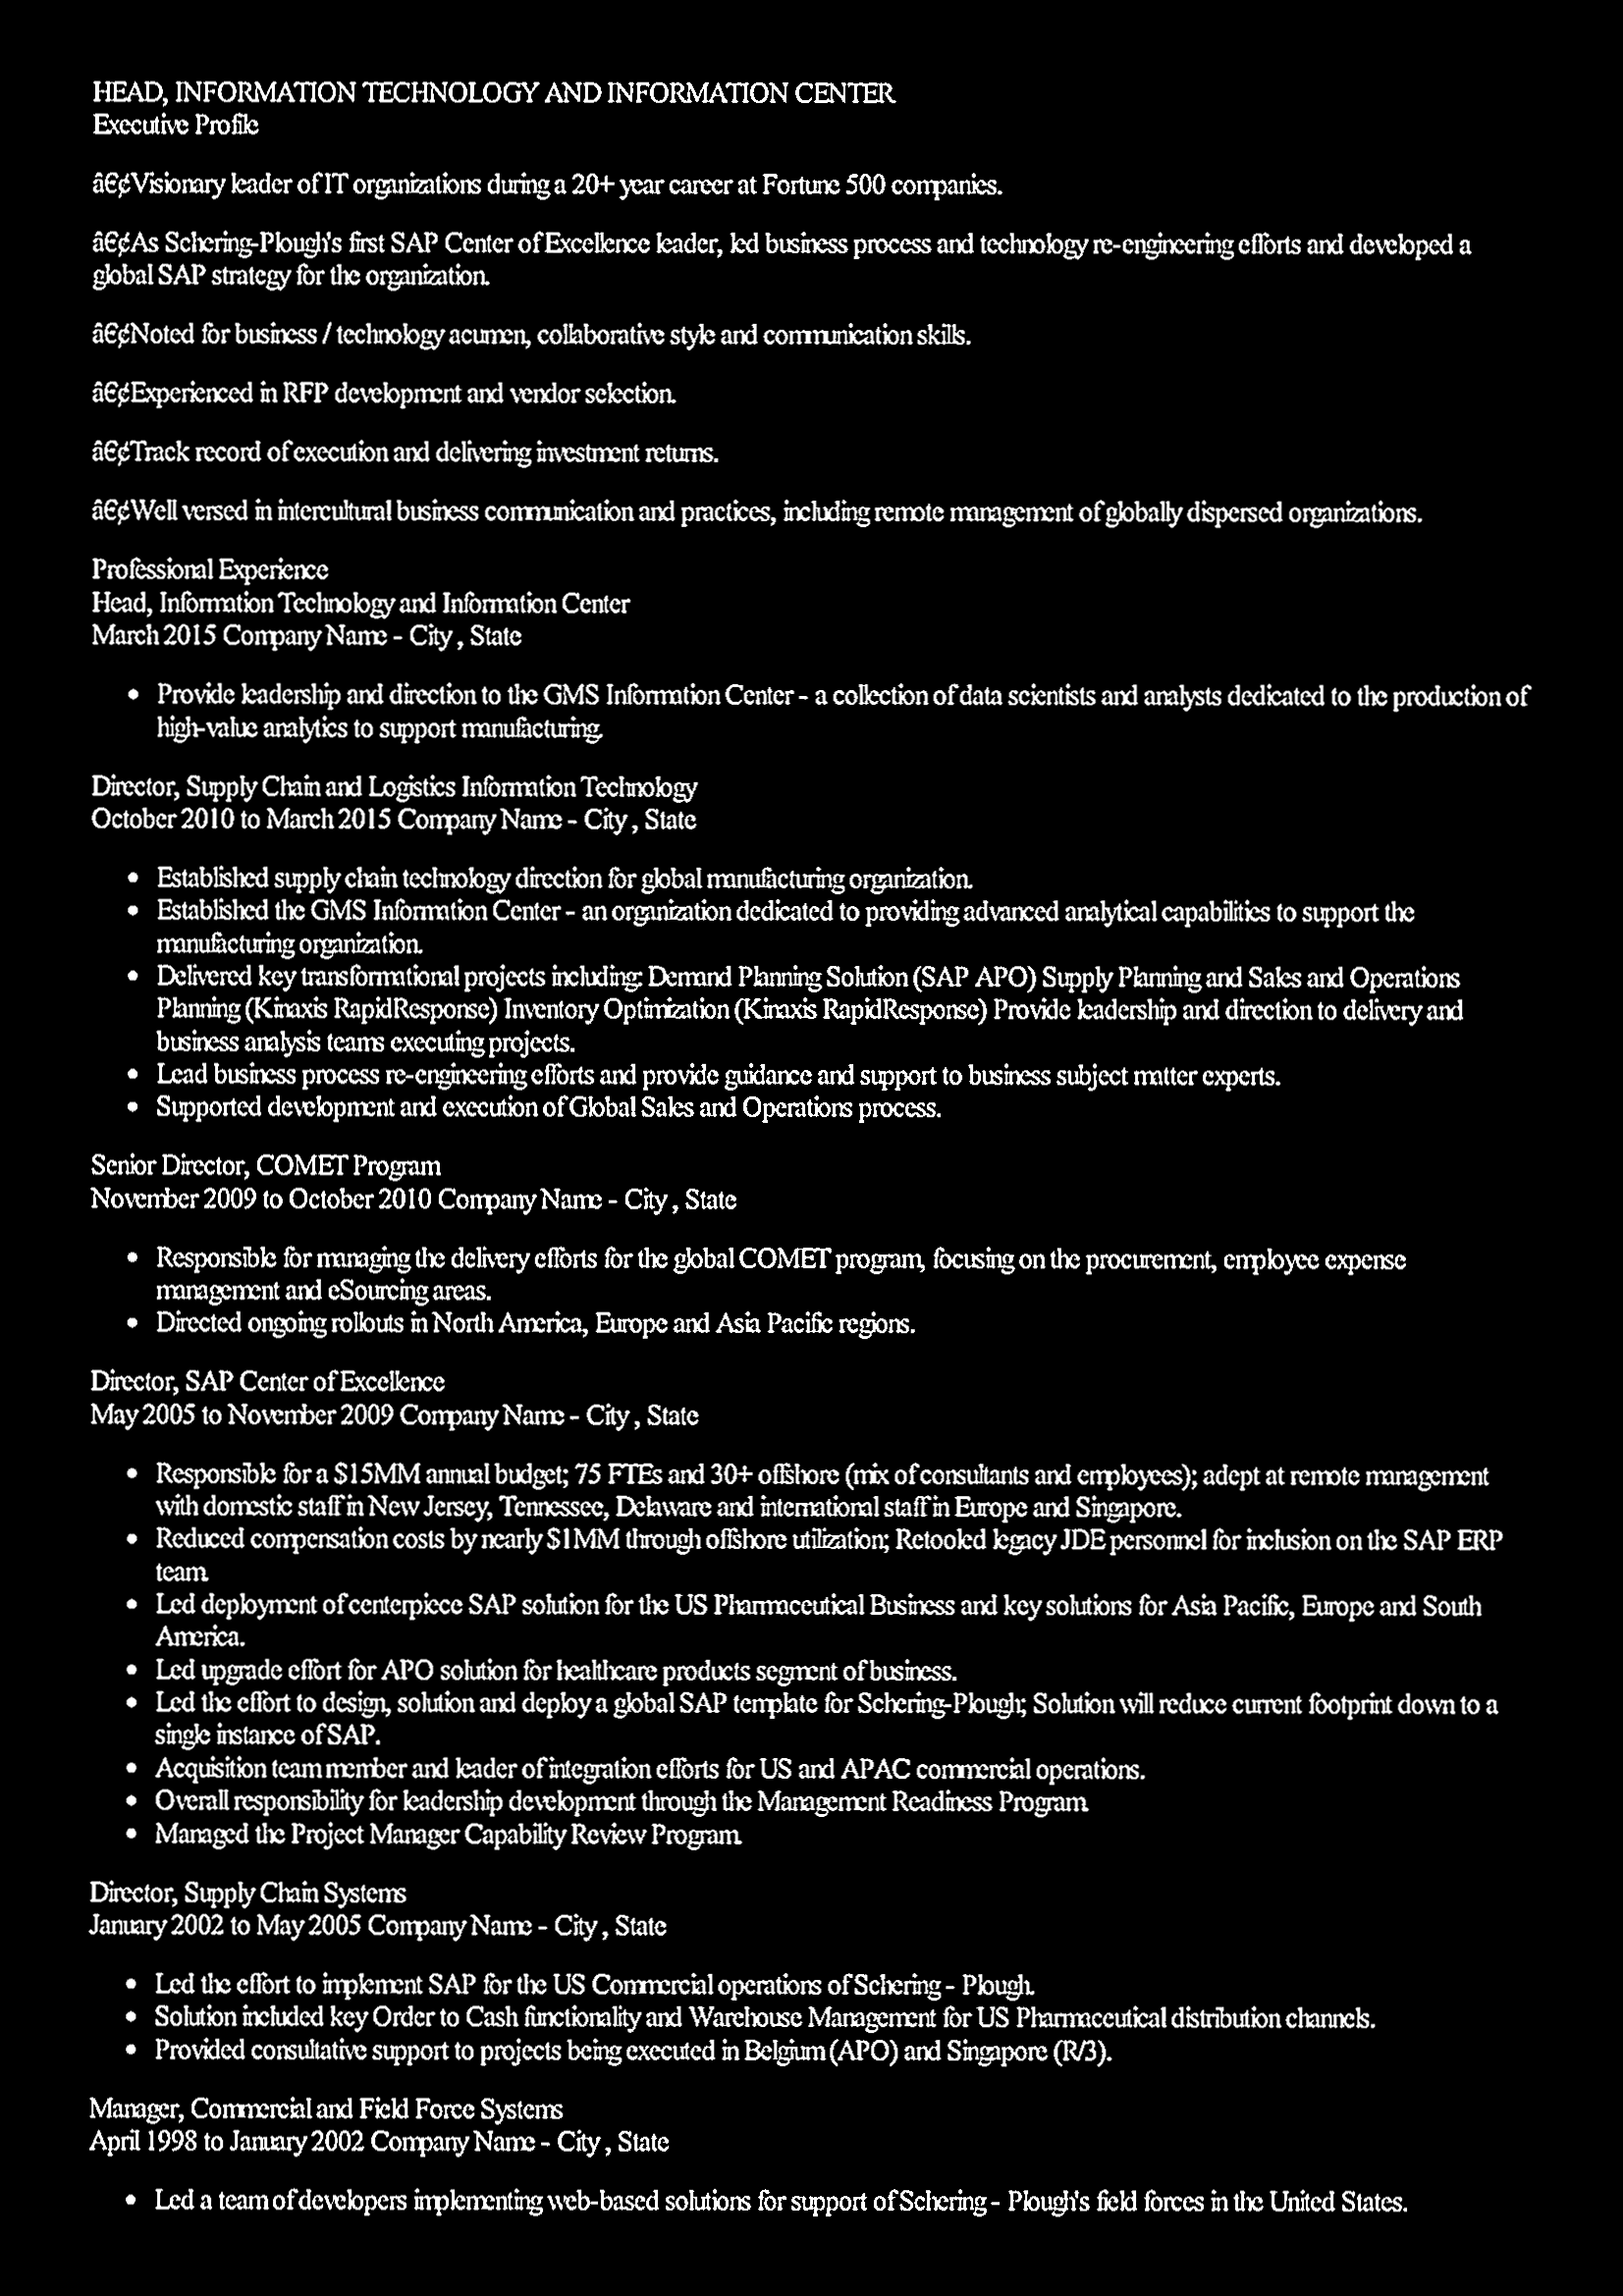 HEAD, INFORMATION TECHNOLOGY AND INFORMATION CENTER
Executive Profile
â€¢Visionary leader of IT organizations during a 20+ year career at Fortune 500 companies.
â€¢As Schering-Plough's first SAP Center of Excellence leader, led business process and technology re-engineering efforts and developed a
global SAP strategy for the organization.
â€¢Noted for business / technology acumen, collaborative style and communication skills.
â€¢Experienced in RFP development and vendor selection.
â€¢Track record of execution and delivering investment returns.
â€¢Well versed in intercultural business communication and practices, including remote management of globally dispersed organizations.
Professional Experience
Head, Information Technology and Information Center
March 2015 Company Name - City , State
• Provide leadership and direction to the GMS Information Center - a collection of data scientists and analysts dedicated to the production of
high-value analytics to support manufacturing.
Director, Supply Chain and Logistics Information Technology
October 2010 to March 2015 Company Name - City , State
• Established supply chain technology direction for global manufacturing organization.
• Established the GMS Information Center - an organization dedicated to providing advanced analytical capabilities to support the
manufacturing organization.
• Delivered key transformational projects including: Demand Planning Solution (SAP APO) Supply Planning and Sales and Operations
Planning (Kinaxis RapidResponse) Inventory Optimization (Kinaxis RapidResponse) Provide leadership and direction to delivery and
business analysis teams executing projects.
• Lead business process re-engineering efforts and provide guidance and support to business subject matter experts.
• Supported development and execution of Global Sales and Operations process.
Senior Director, COMET Program
November 2009 to October 2010 Company Name - City , State
• Responsible for managing the delivery efforts for the global COMET program, focusing on the procurement, employee expense
management and eSourcing areas.
• Directed ongoing rollouts in North America, Europe and Asia Pacific regions.
Director, SAP Center of Excellence
May 2005 to November 2009 Company Name - City , State
• Responsible for a $15MM annual budget; 75 FTEs and 30+ offshore (mix of consultants and employees); adept at remote management
with domestic staff in New Jersey, Tennessee, Delaware and international staff in Europe and Singapore.
• Reduced compensation costs by nearly $1MM through offshore utilization; Retooled legacy JDE personnel for inclusion on the SAP ERP
team.
• Led deployment of centerpiece SAP solution for the US Pharmaceutical Business and key solutions for Asia Pacific, Europe and South
America.
• Led upgrade effort for APO solution for healthcare products segment of business.
• Led the effort to design, solution and deploy a global SAP template for Schering-Plough; Solution will reduce current footprint down to a
single instance of SAP.
• Acquisition team member and leader of integration efforts for US and APAC commercial operations.
• Overall responsibility for leadership development through the Management Readiness Program.
• Managed the Project Manager Capability Review Program.
Director, Supply Chain Systems
January 2002 to May 2005 Company Name - City , State
• Led the effort to implement SAP for the US Commercial operations of Schering - Plough.
• Solution included key Order to Cash functionality and Warehouse Management for US Pharmaceutical distribution channels.
• Provided consultative support to projects being executed in Belgium (APO) and Singapore (R/3).
Manager, Commercial and Field Force Systems
April 1998 to January 2002 Company Name - City , State
• Led a team of developers implementing web-based solutions for support of Schering - Plough's field forces in the United States.